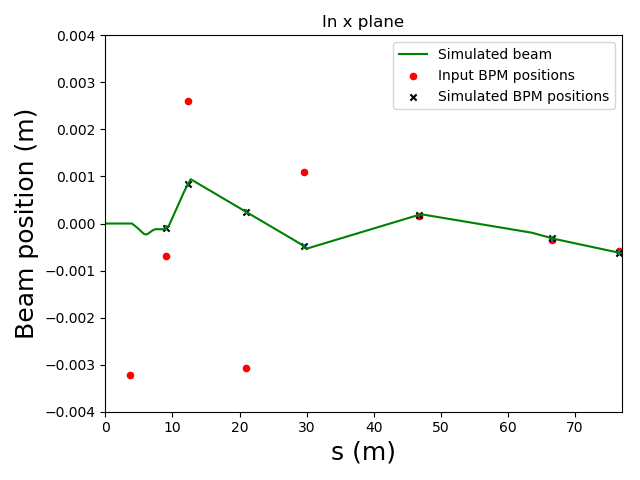 In x plane
Simulated beam
Input BPM positions
Simulated BPM positions
Beam position (m)
0.004
0.003
0.002
0.001
0.000
−0.001
−0.002
−0.003
−0.004
0 10 20 30 40 50 60 70
s (m)